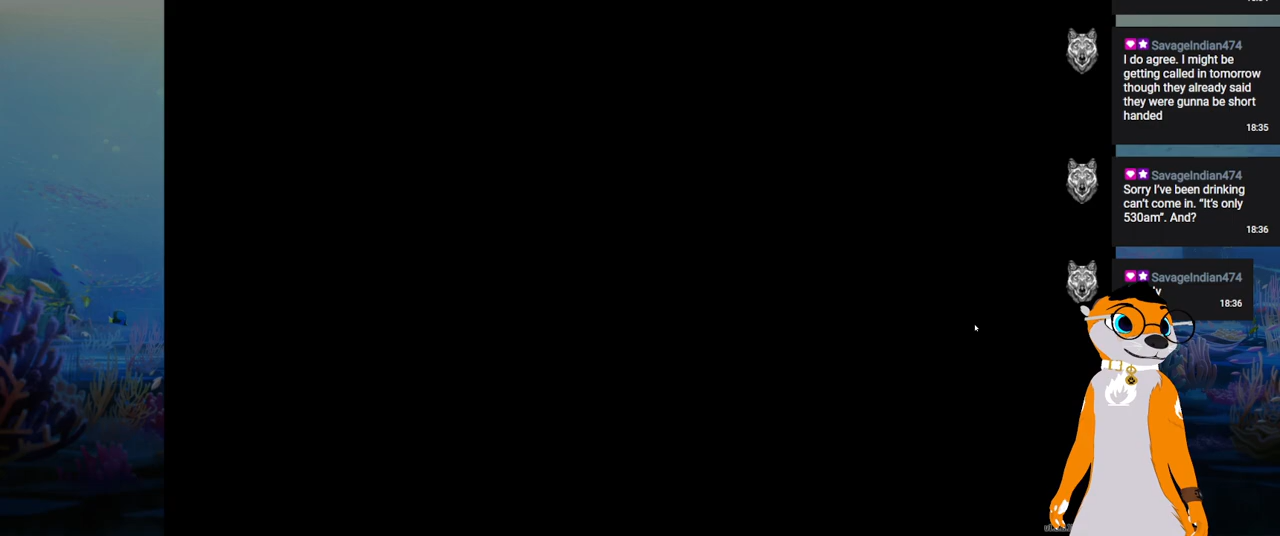 SavageIndian474
I do agree. I might be
getting called in tomorrow
though they already said
they were gunna be short
handed
18:35
SavageIndian474
Sorry I've been drinking
can't come in. “It's only
530am”. And?
18:36
SavageIndian474
18:36